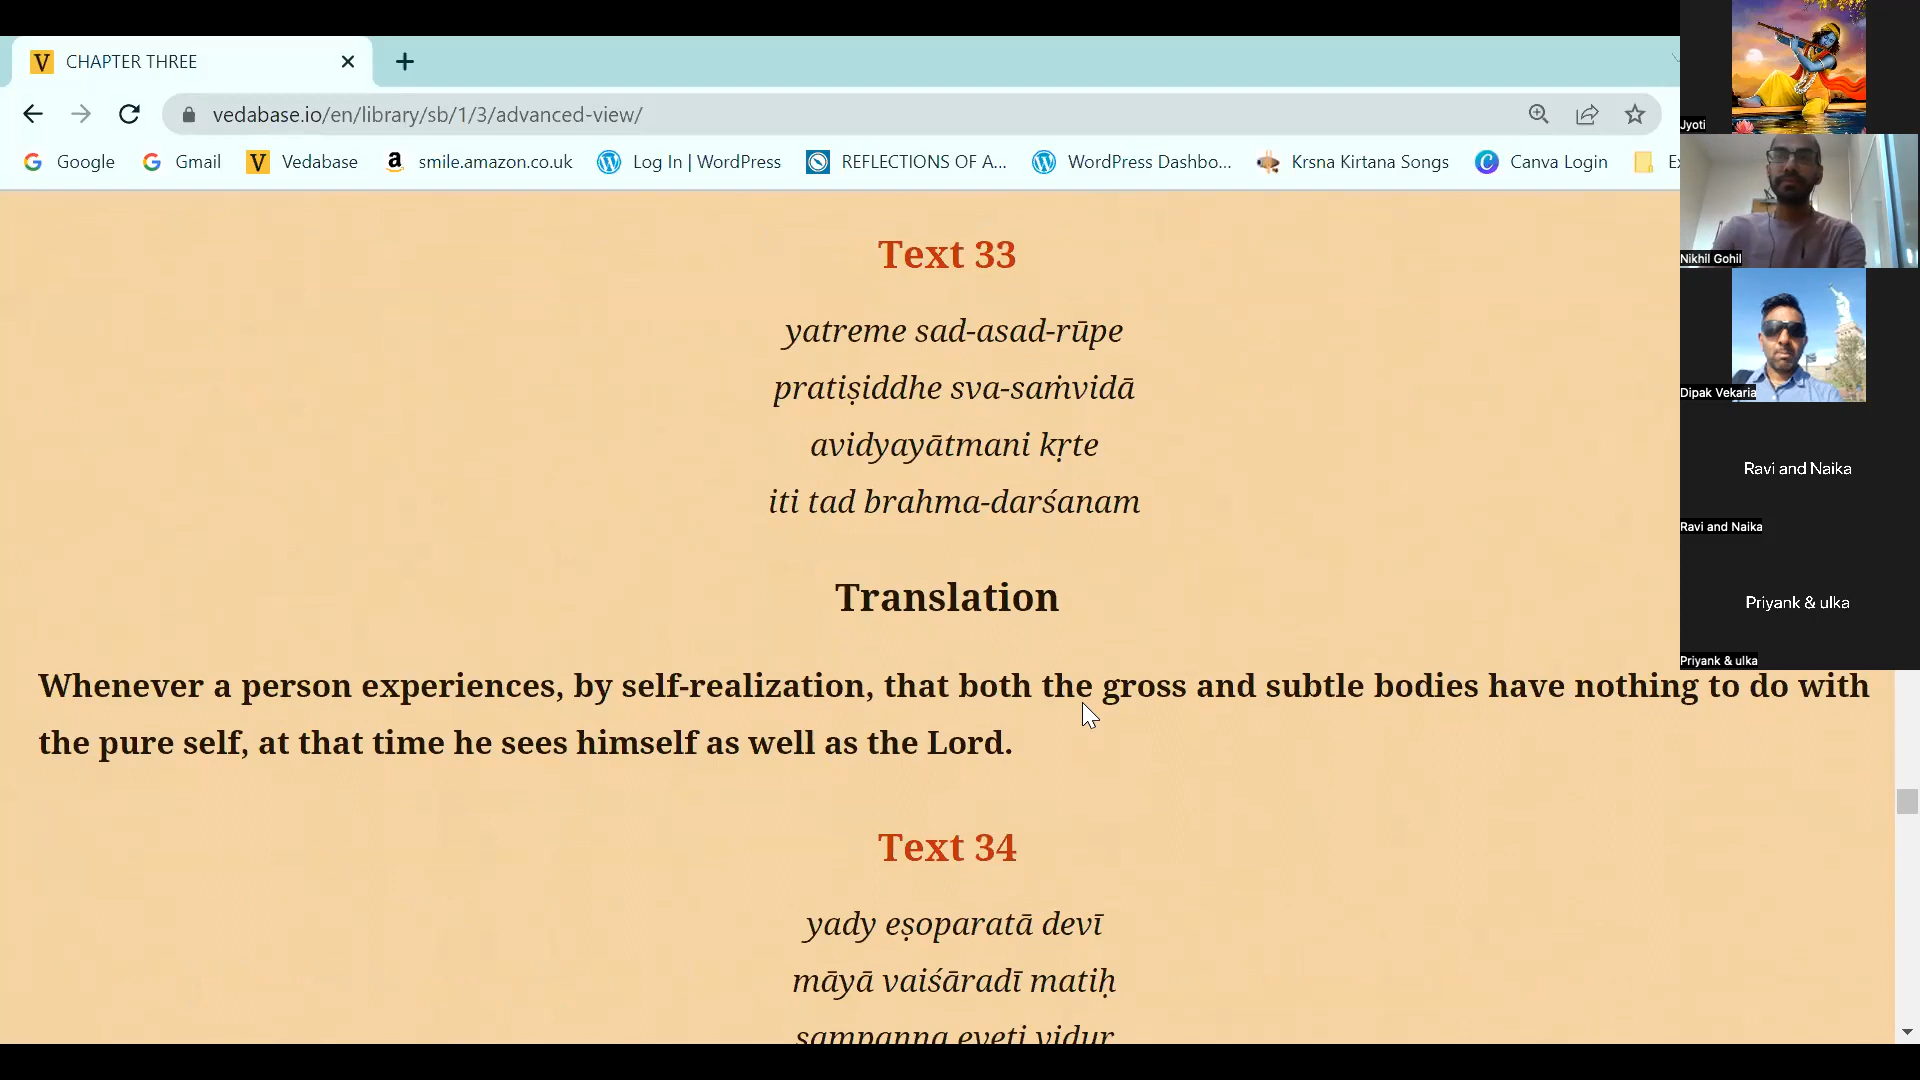 CHAPTER THREE
vedabase.io/en/library/sb/1/3/advanced-view/
Google Gmail Vedabase smile.amazon.co.uk Log In | WordPress REFLECTIONS OF A... WordPress Dashbo... Krsna Kirtana Songs Canva Login
Jyoti
Nikhil Gohil
Dipak Vekaria
Ravi and Naika
Ravi and Naika
Priyank & ulka
Priyank & ulka
Text 33
yatreme sad-asad-rūpe
pratiṣiddhe sva-saṁvidā
avidyayātmani kṛte
iti tad brahma-darśanam
Translation
Whenever a person experiences, by self-realization, that both the gross and subtle bodies have nothing to do with
the pure self, at that time he sees himself as well as the Lord.
Text 34
yady eṣoparatā devī
māyā vaiśāradī matiḥ
sampanna eveti vidur